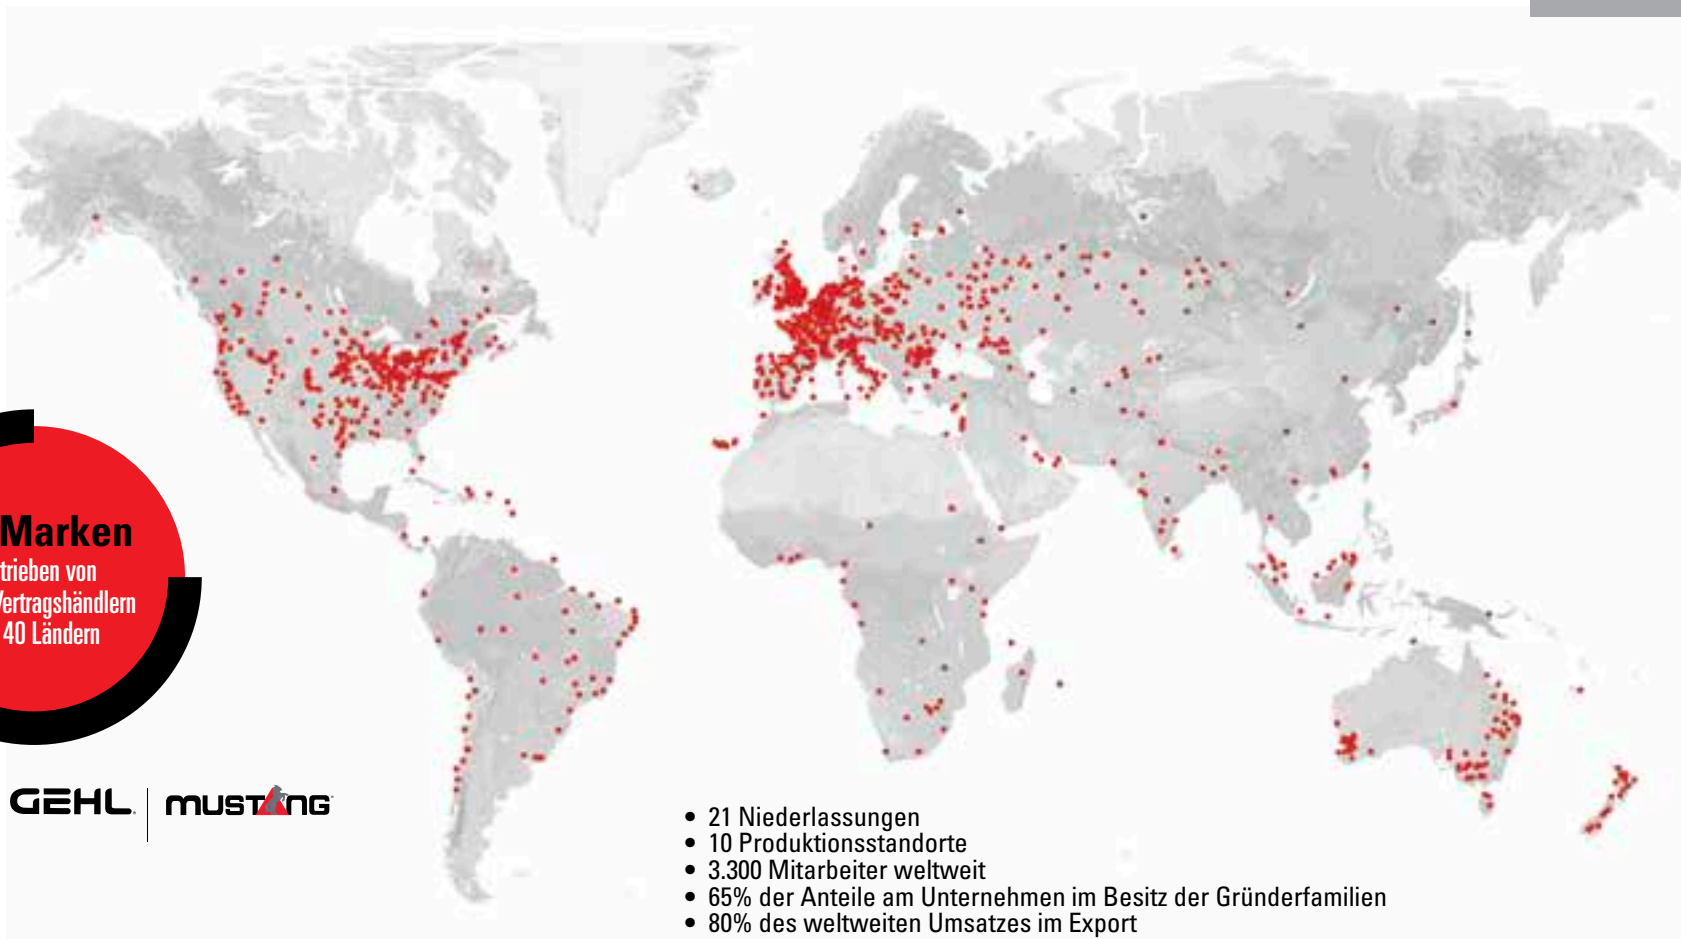 Marken
trieben von
Vertragshändlern
40 Ländern
GEHL
MUSTANG
• 21 Niederlassungen
• 10 Produktionsstandorte
• 3.300 Mitarbeiter weltweit
• 65% der Anteile am Unternehmen im Besitz der Gründerfamilien
• 80% des weltweiten Umsatzes im Export